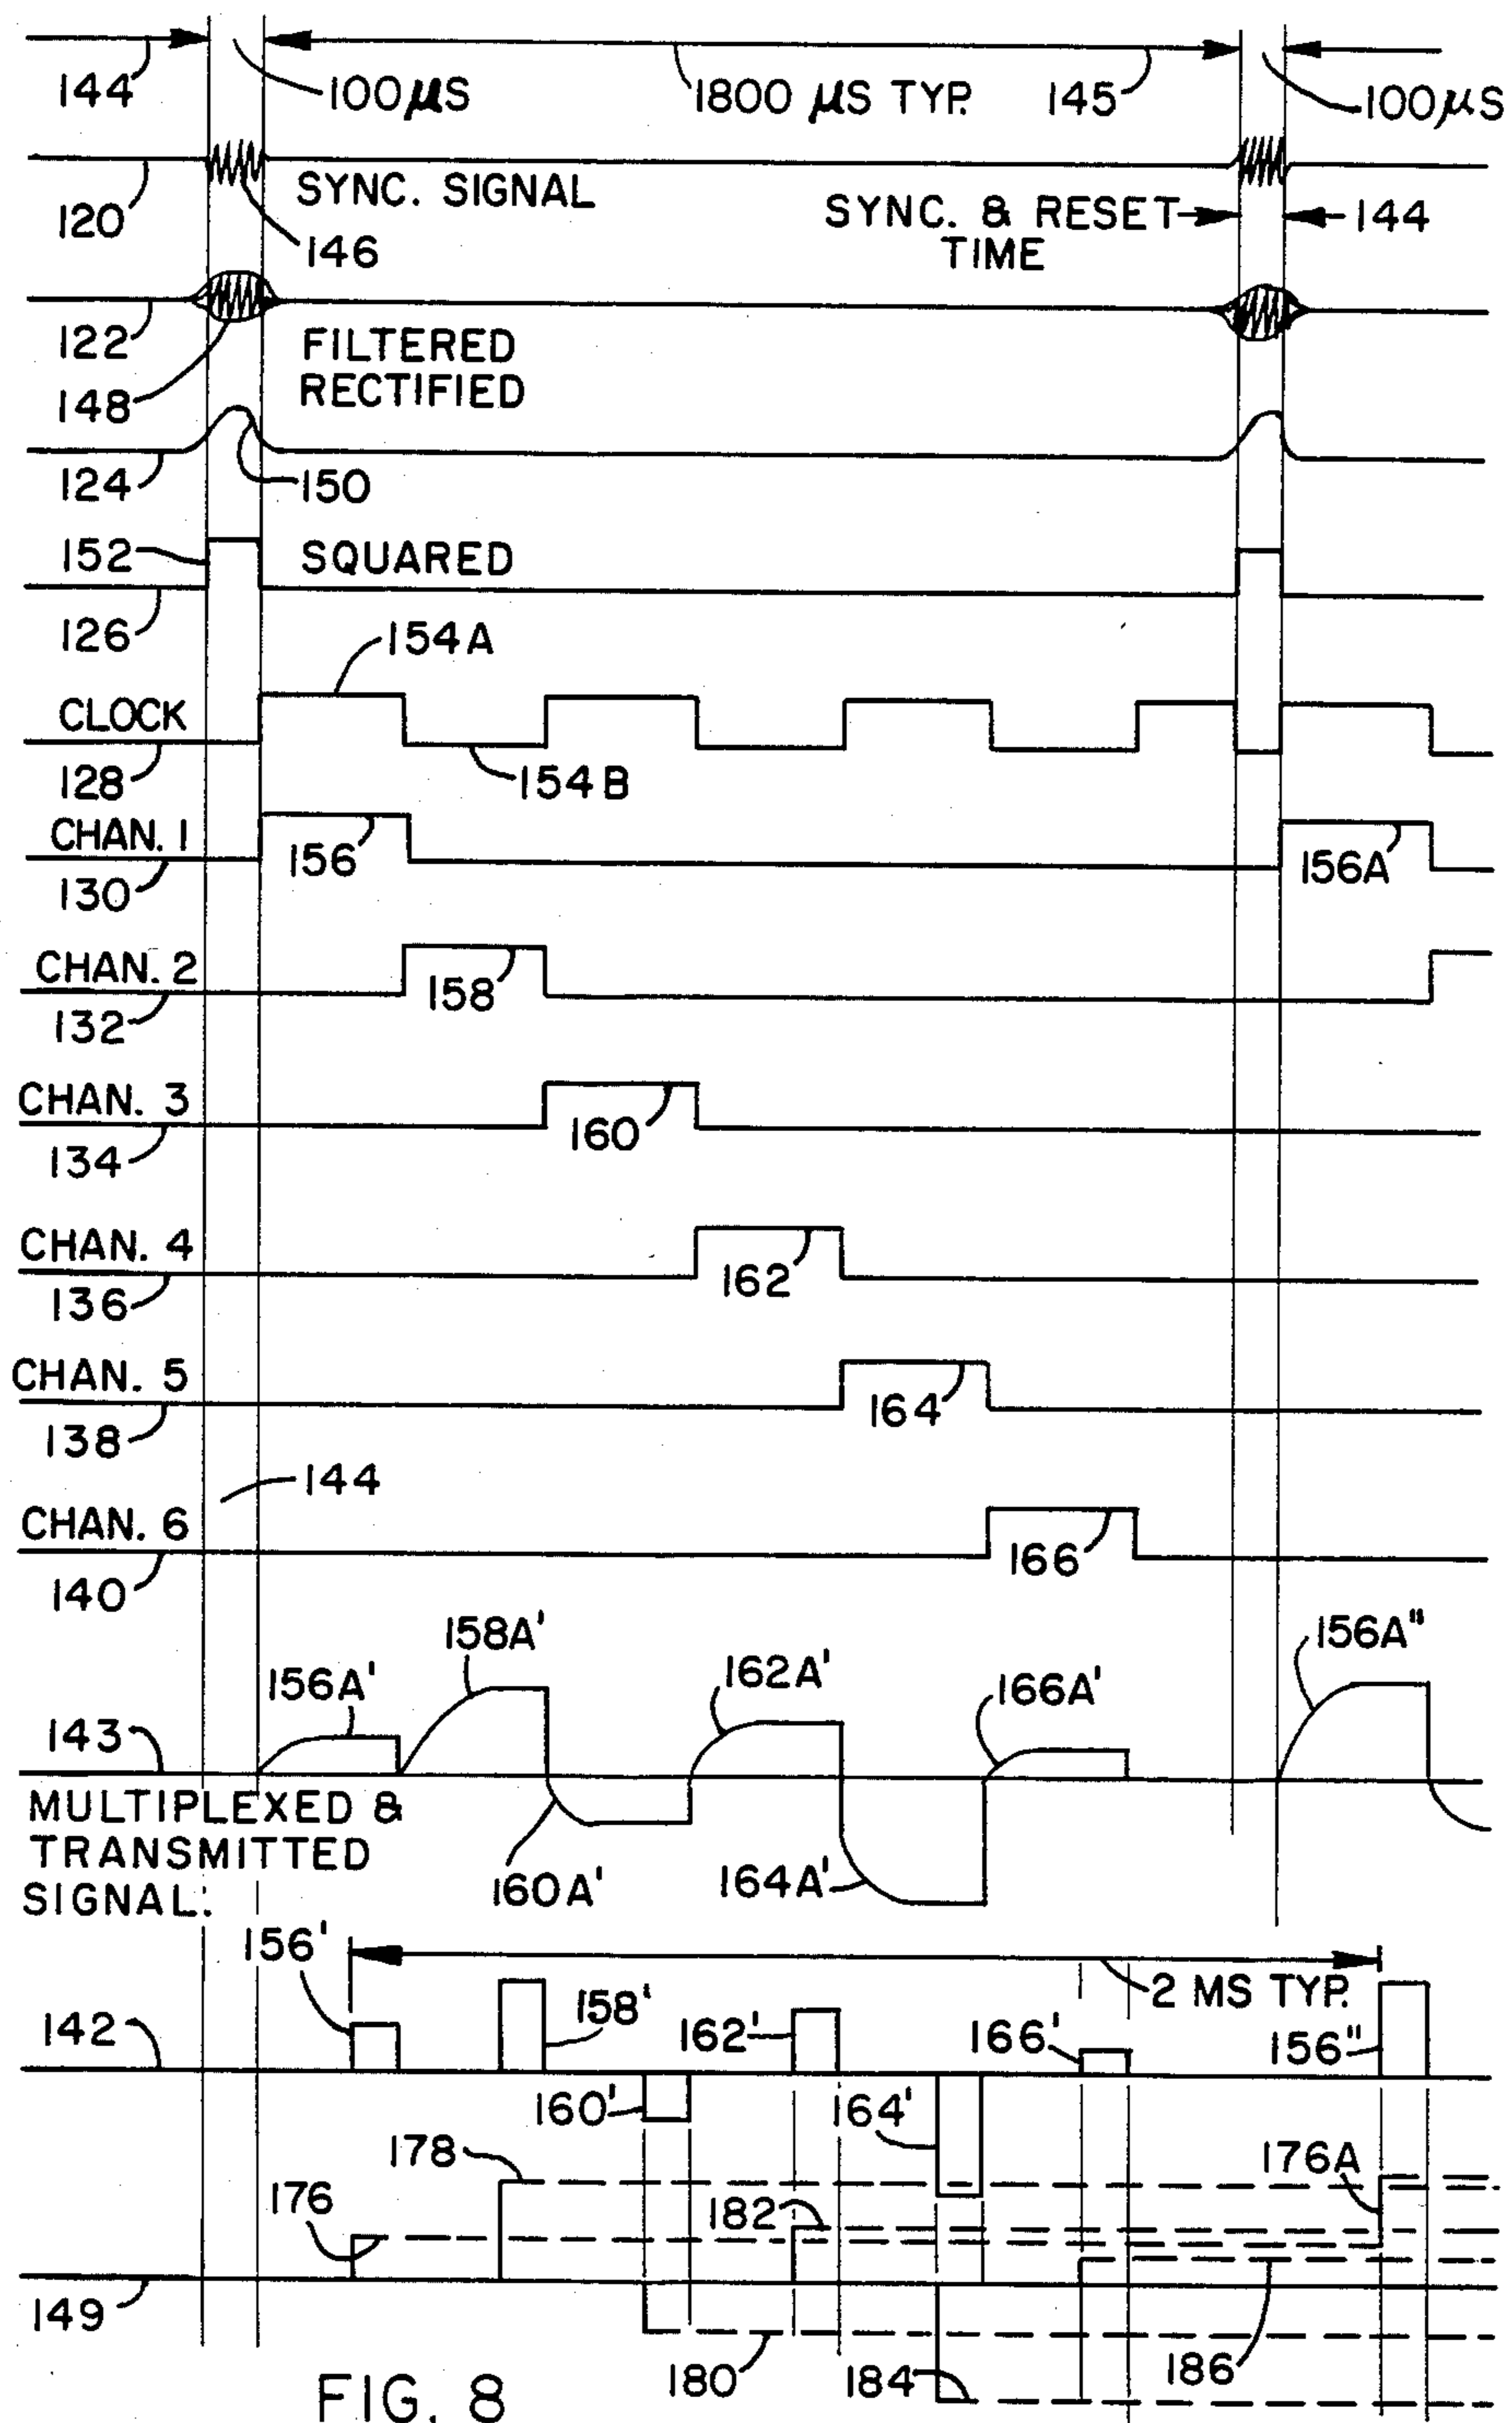 144 100 µS 1800 µS TYP. 145 100 µS
120 SYNC. SIGNAL SYNC. & RESET 144
146 TIME
122 FILTERED
148 RECTIFIED
124 150
152 SQUARED
126
154A
CLOCK
128 154B
CHAN. 1 156 156A
130
CHAN. 2 158
132
CHAN. 3 160
134
CHAN. 4 162
136
CHAN. 5 164
138
144
CHAN. 6 166
140
156A' 158A' 162A' 166A' 156A"
143
MULTIPLEXED &
TRANSMITTED
SIGNAL: 160A' 164A'
156' 2 MS TYP.
142 158' 162' 166' 156"
160' 164'
178 176A
176 182
149
180 184 186
FIG. 8